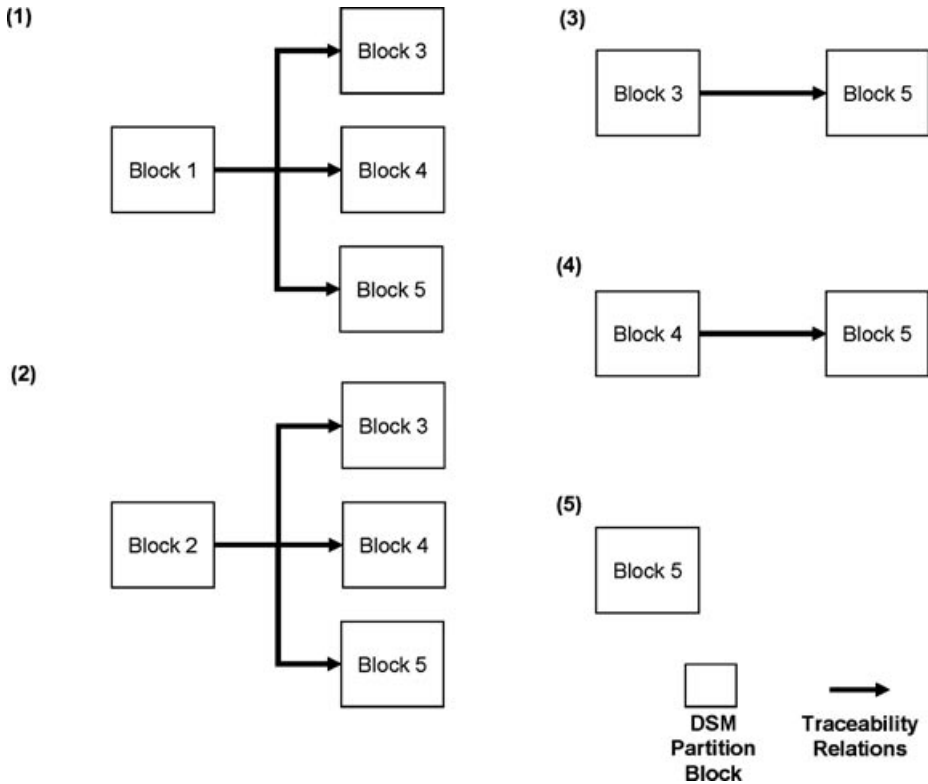 (1)
Block 3
Block 1
Block 4
Block 5
(2)
Block 3
Block 2
Block 4
Block 5
(3)
Block 3
Block 5
(4)
Block 4
Block 5
(5)
Block 5
DSM
Partition
Block
Traceability
Relations